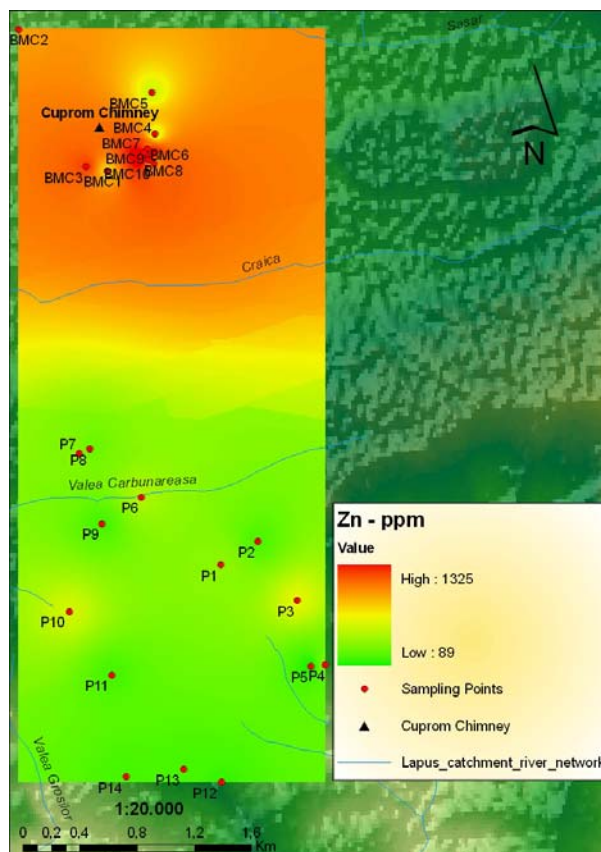 BMC2
Sasar
BMC5
Cuprom Chimney
BMC4
BMC7
BMC9
BMC6
BMC3
BMC1
BMC10
BMC8
N
Craica
P7
P8
Valea Carbunareasa
P6
P9
P2
P1
P3
P10
P5
P4
P11
Valea Grosilor
P14
P13
P12
1:20.000
0 0,2 0,4 0,8 1,2 1,6
Km
Zn - ppm
Value
High : 1325
Low : 89
Sampling Points
Cuprom Chimney
Lapus_catchment_river_network